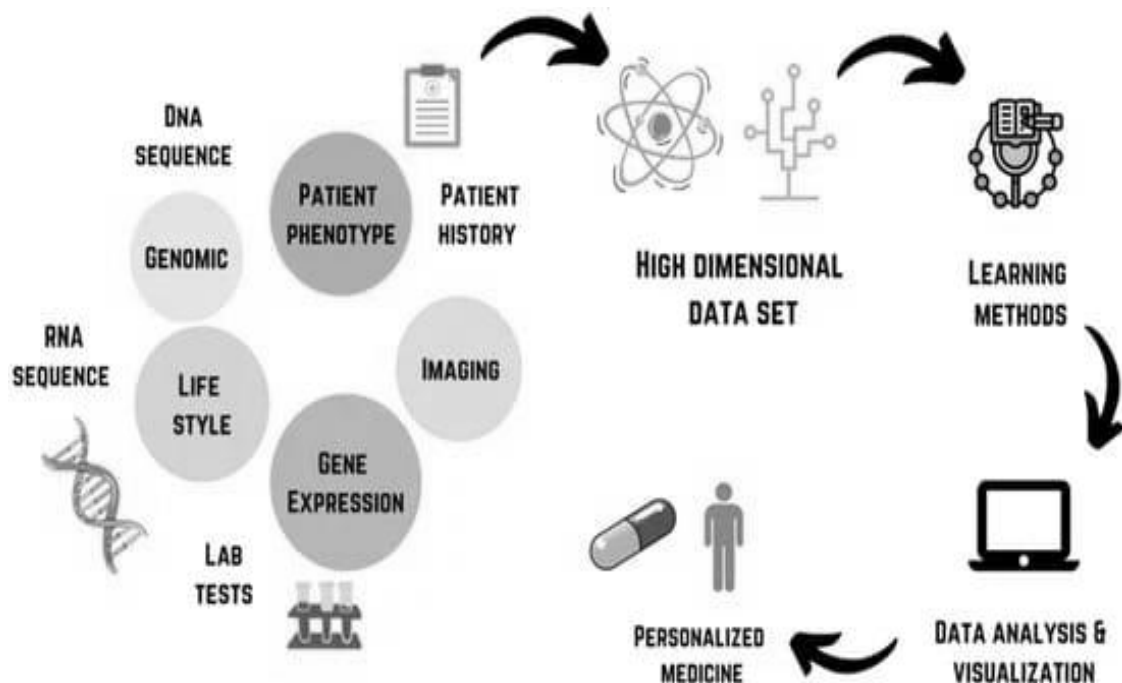 DNA
SEQUENCE
PATIENT
PHENOTYPE
PATIENT
HISTORY
GENOMIC
RNA
SEQUENCE
LIFE
STYLE
IMAGING
GENE
EXPRESSION
LAB
TESTS
HIGH DIMENSIONAL
DATA SET
LEARNING
METHODS
DATA ANALYSIS &
VISUALIZATION
PERSONALIZED
MEDICINE